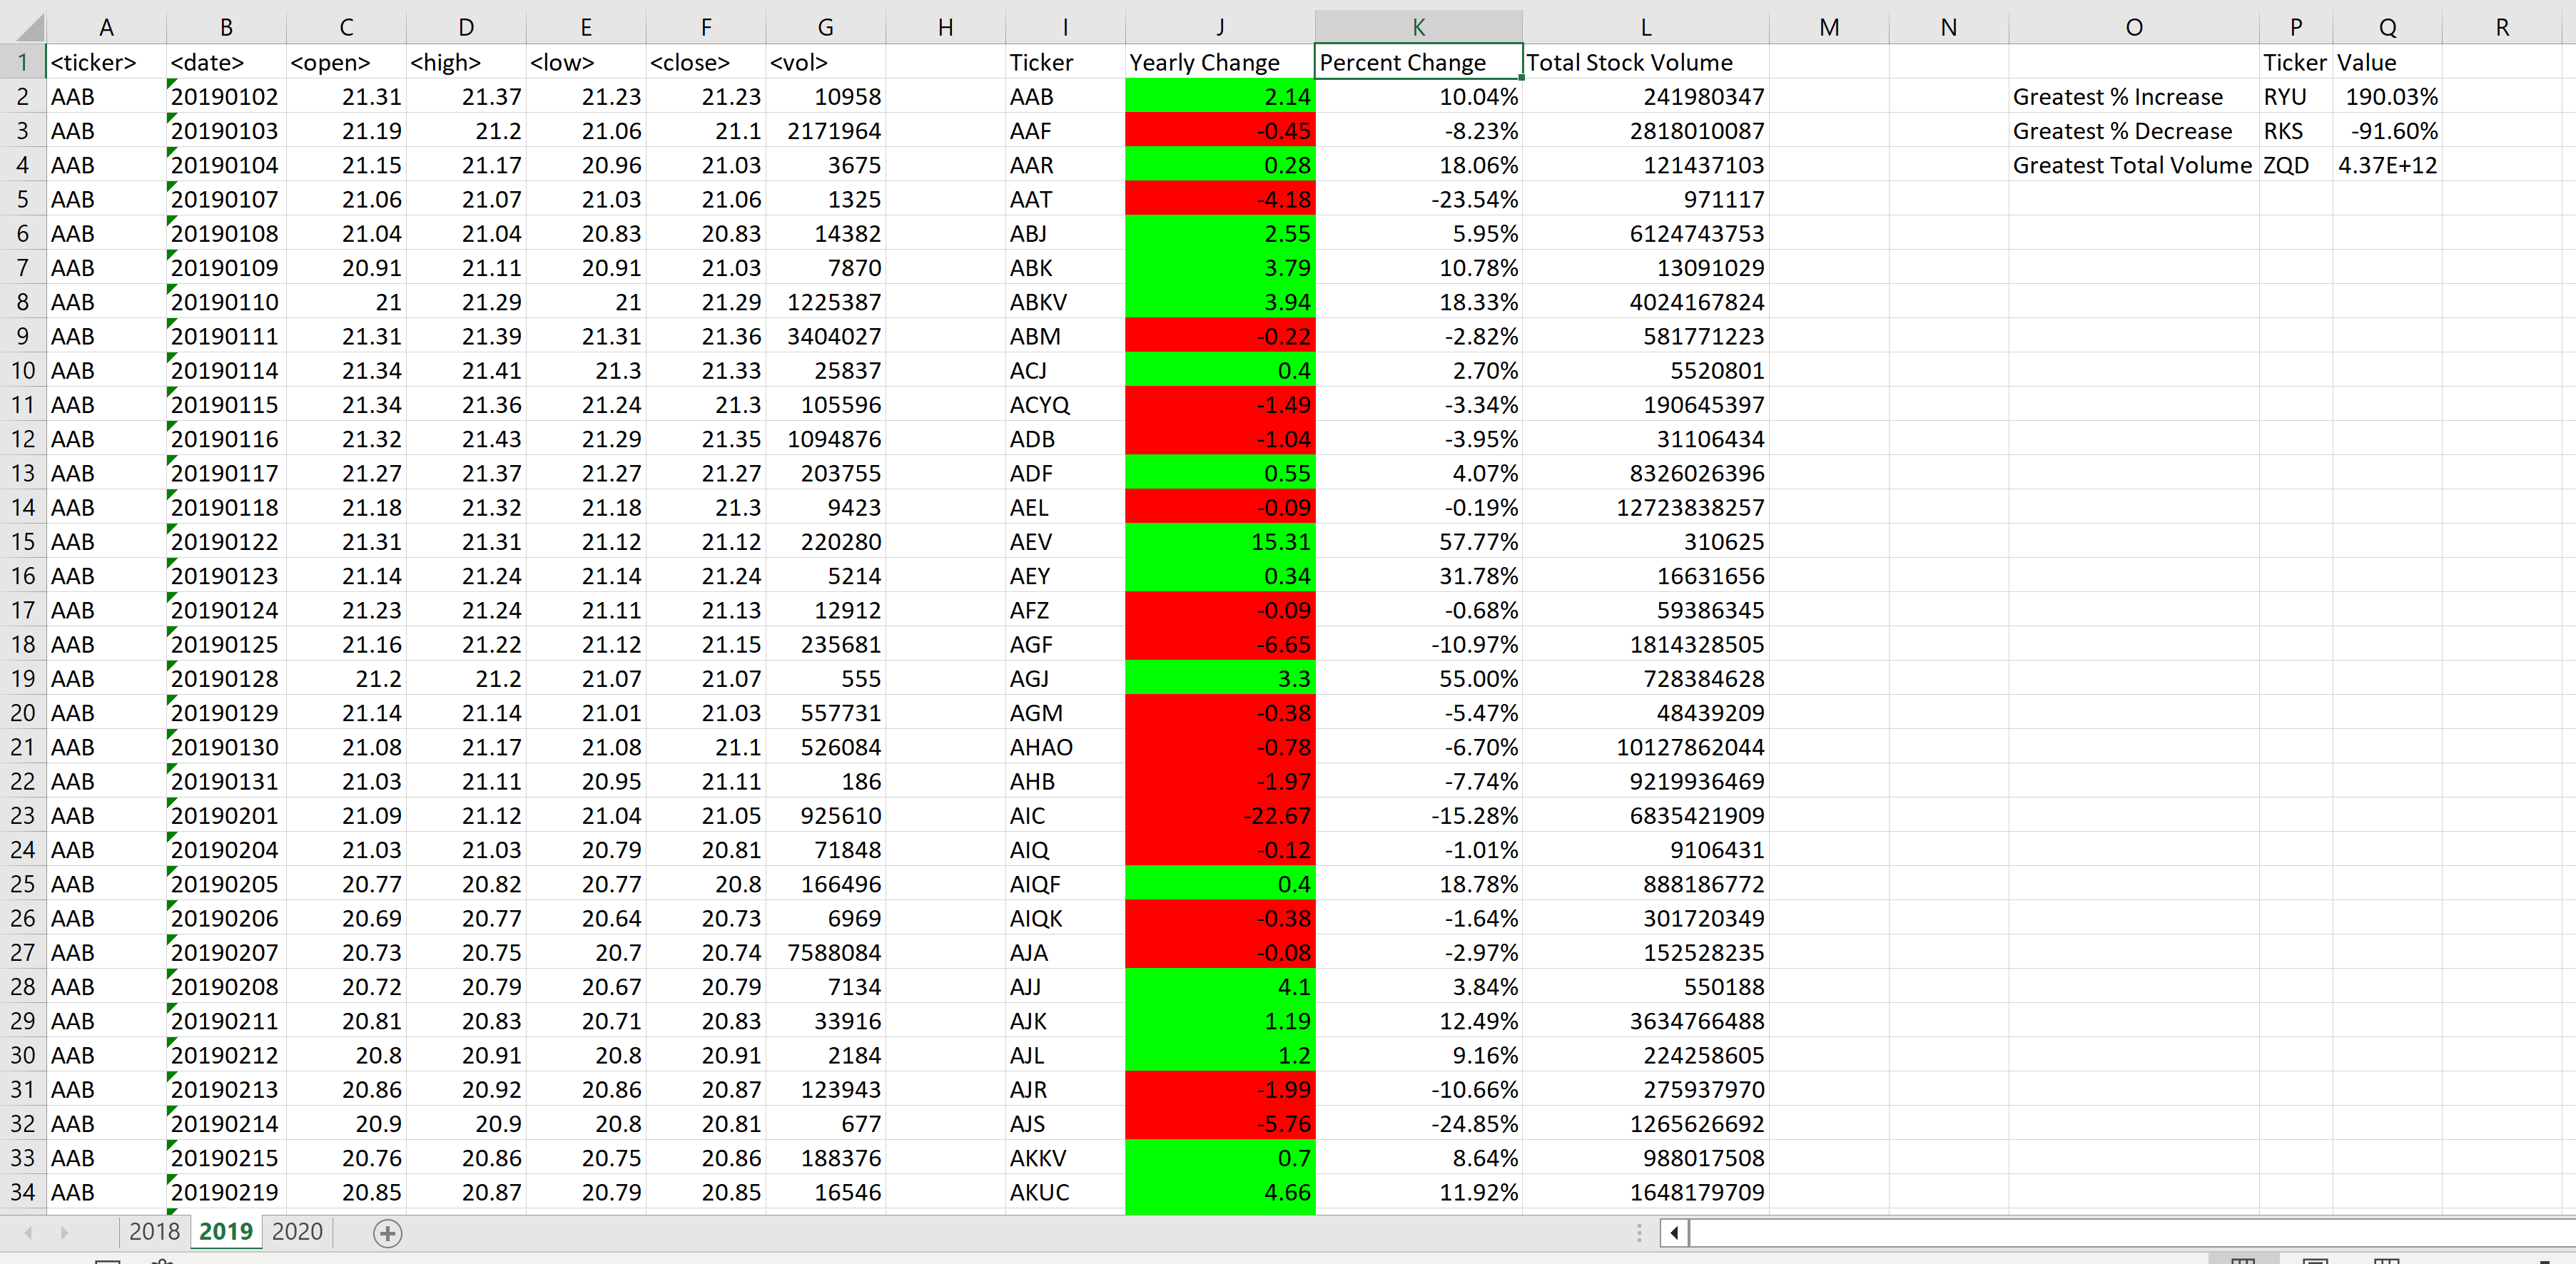 A B C D E F G H I J K L M N O P Q R
1 <ticker> <date> <open> <high> <low> <close> <vol> Ticker Yearly Change Percent Change Total Stock Volume Ticker Value
2 AAB 20190102 21.31 21.37 21.23 21.23 10958 AAB 2.14 10.04% 241980347 Greatest % Increase RYU 190.03%
3 AAB 20190103 21.19 21.2 21.06 21.1 2171964 AAF -0.45 -8.23% 2818010087 Greatest % Decrease RKS -91.60%
4 AAB 20190104 21.15 21.17 20.96 21.03 3675 AAR 0.28 18.06% 121437103 Greatest Total Volume ZQD 4.37E+12
5 AAB 20190107 21.06 21.07 21.03 21.06 1325 AAT -4.18 -23.54% 971117
6 AAB 20190108 21.04 21.04 20.83 20.83 14382 ABJ 2.55 5.95% 6124743753
7 AAB 20190109 20.91 21.11 20.91 21.03 7870 ABK 3.79 10.78% 13091029
8 AAB 20190110 21 21.29 21 21.29 1225387 ABKV 3.94 18.33% 4024167824
9 AAB 20190111 21.31 21.39 21.31 21.36 3404027 ABM -0.22 -2.82% 581771223
10 AAB 20190114 21.34 21.41 21.3 21.33 25837 ACJ 0.4 2.70% 5520801
11 AAB 20190115 21.34 21.36 21.24 21.3 105596 ACYQ -1.49 -3.34% 190645397
12 AAB 20190116 21.32 21.43 21.29 21.35 1094876 ADB -1.04 -3.95% 31106434
13 AAB 20190117 21.27 21.37 21.27 21.27 203755 ADF 0.55 4.07% 8326026396
14 AAB 20190118 21.18 21.32 21.18 21.3 9423 AEL -0.09 -0.19% 12723838257
15 AAB 20190122 21.31 21.31 21.12 21.12 220280 AEV 15.31 57.77% 310625
16 AAB 20190123 21.14 21.24 21.14 21.24 5214 AEY 0.34 31.78% 16631656
17 AAB 20190124 21.23 21.24 21.11 21.13 12912 AFZ -0.09 -0.68% 59386345
18 AAB 20190125 21.16 21.22 21.12 21.15 235681 AGF -6.65 -10.97% 1814328505
19 AAB 20190128 21.2 21.2 21.07 21.07 555 AGJ 3.3 55.00% 728384628
20 AAB 20190129 21.14 21.14 21.01 21.03 557731 AGM -0.38 -5.47% 48439209
21 AAB 20190130 21.08 21.17 21.08 21.1 526084 AHAO -0.78 -6.70% 10127862044
22 AAB 20190131 21.03 21.11 20.95 21.11 186 AHB -1.97 -7.74% 9219936469
23 AAB 20190201 21.09 21.12 21.04 21.05 925610 AIC -22.67 -15.28% 6835421909
24 AAB 20190204 21.03 21.03 20.79 20.81 71848 AIQ -0.12 -1.01% 9106431
25 AAB 20190205 20.77 20.82 20.77 20.8 166496 AIQF 0.4 18.78% 888186772
26 AAB 20190206 20.69 20.77 20.64 20.73 6969 AIQK -0.38 -1.64% 301720349
27 AAB 20190207 20.73 20.75 20.7 20.74 7588084 AJA -0.08 -2.97% 152528235
28 AAB 20190208 20.72 20.79 20.67 20.79 7134 AJJ 4.1 3.84% 550188
29 AAB 20190211 20.81 20.83 20.71 20.83 33916 AJK 1.19 12.49% 3634766488
30 AAB 20190212 20.8 20.91 20.8 20.91 2184 AJL 1.2 9.16% 224258605
31 AAB 20190213 20.86 20.92 20.86 20.87 123943 AJR -1.99 -10.66% 275937970
32 AAB 20190214 20.9 20.9 20.8 20.81 677 AJS -5.76 -24.85% 1265626692
33 AAB 20190215 20.76 20.86 20.75 20.86 188376 AKKV 0.7 8.64% 988017508
34 AAB 20190219 20.85 20.87 20.79 20.85 16546 AKUC 4.66 11.92% 1648179709
2018 2019 2020